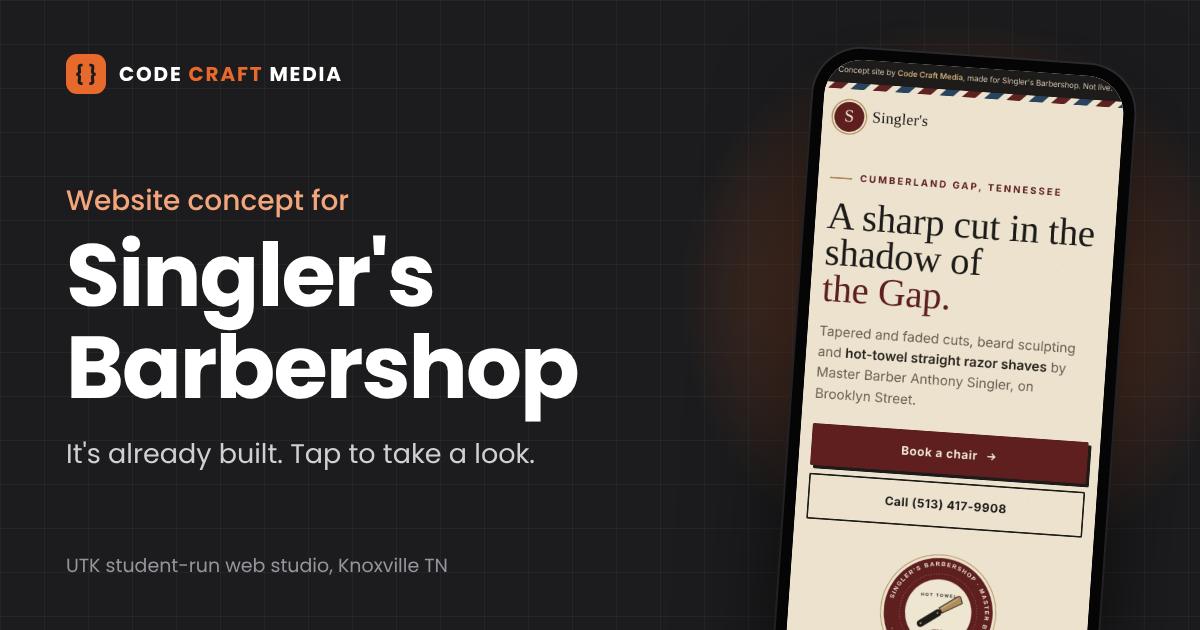 { } CODE CRAFT MEDIA
Website concept for
Singler's
Barbershop
It's already built. Tap to take a look.
UTK student-run web studio, Knoxville TN
Concept site by Code Craft Media, made for Singler's Barbershop. Not live.
S Singler's
CUMBERLAND GAP, TENNESSEE
A sharp cut in the
shadow of
the Gap.
Tapered and faded cuts, beard sculpting
and hot-towel straight razor shaves by
Master Barber Anthony Singler, on
Brooklyn Street.
Book a chair →
Call (513) 417-9908
SINGLER'S BARBERSHOP · MASTER
HOT TOWEL